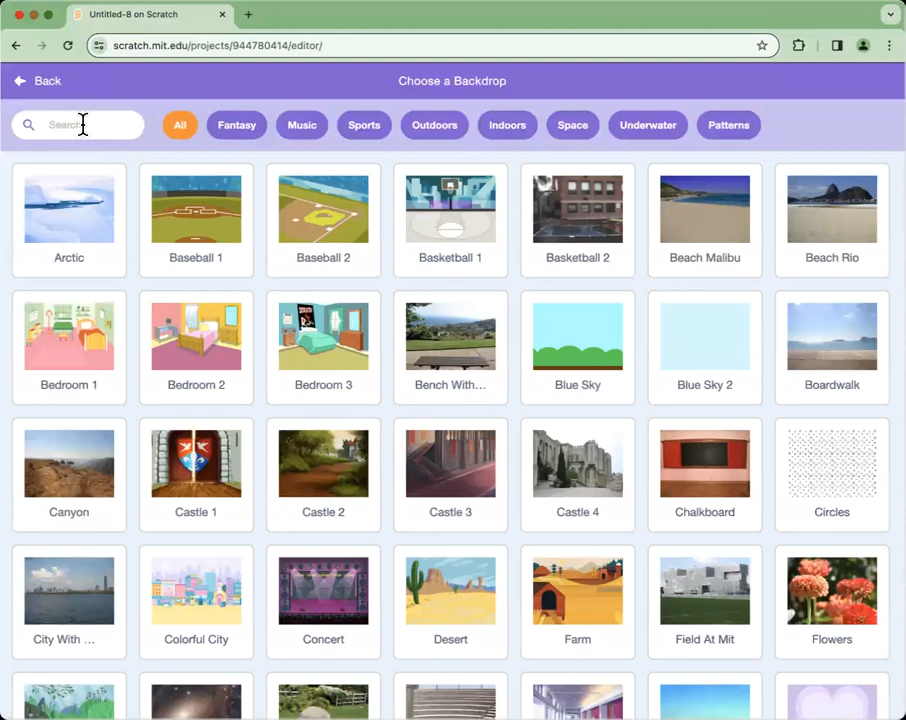 Untitled-8 on Scratch
scratch.mit.edu/projects/944780414/editor/
Back
Choose a Backdrop
Search
All
Fantasy
Music
Sports
Outdoors
Indoors
Space
Underwater
Patterns
Arctic
Baseball 1
Baseball 2
Basketball 1
Basketball 2
Beach Malibu
Beach Rio
Bedroom 1
Bedroom 2
Bedroom 3
Bench With...
Blue Sky
Blue Sky 2
Boardwalk
Canyon
Castle 1
Castle 2
Castle 3
Castle 4
Chalkboard
Circles
City With ...
Colorful City
Concert
Desert
Farm
Field At Mit
Flowers